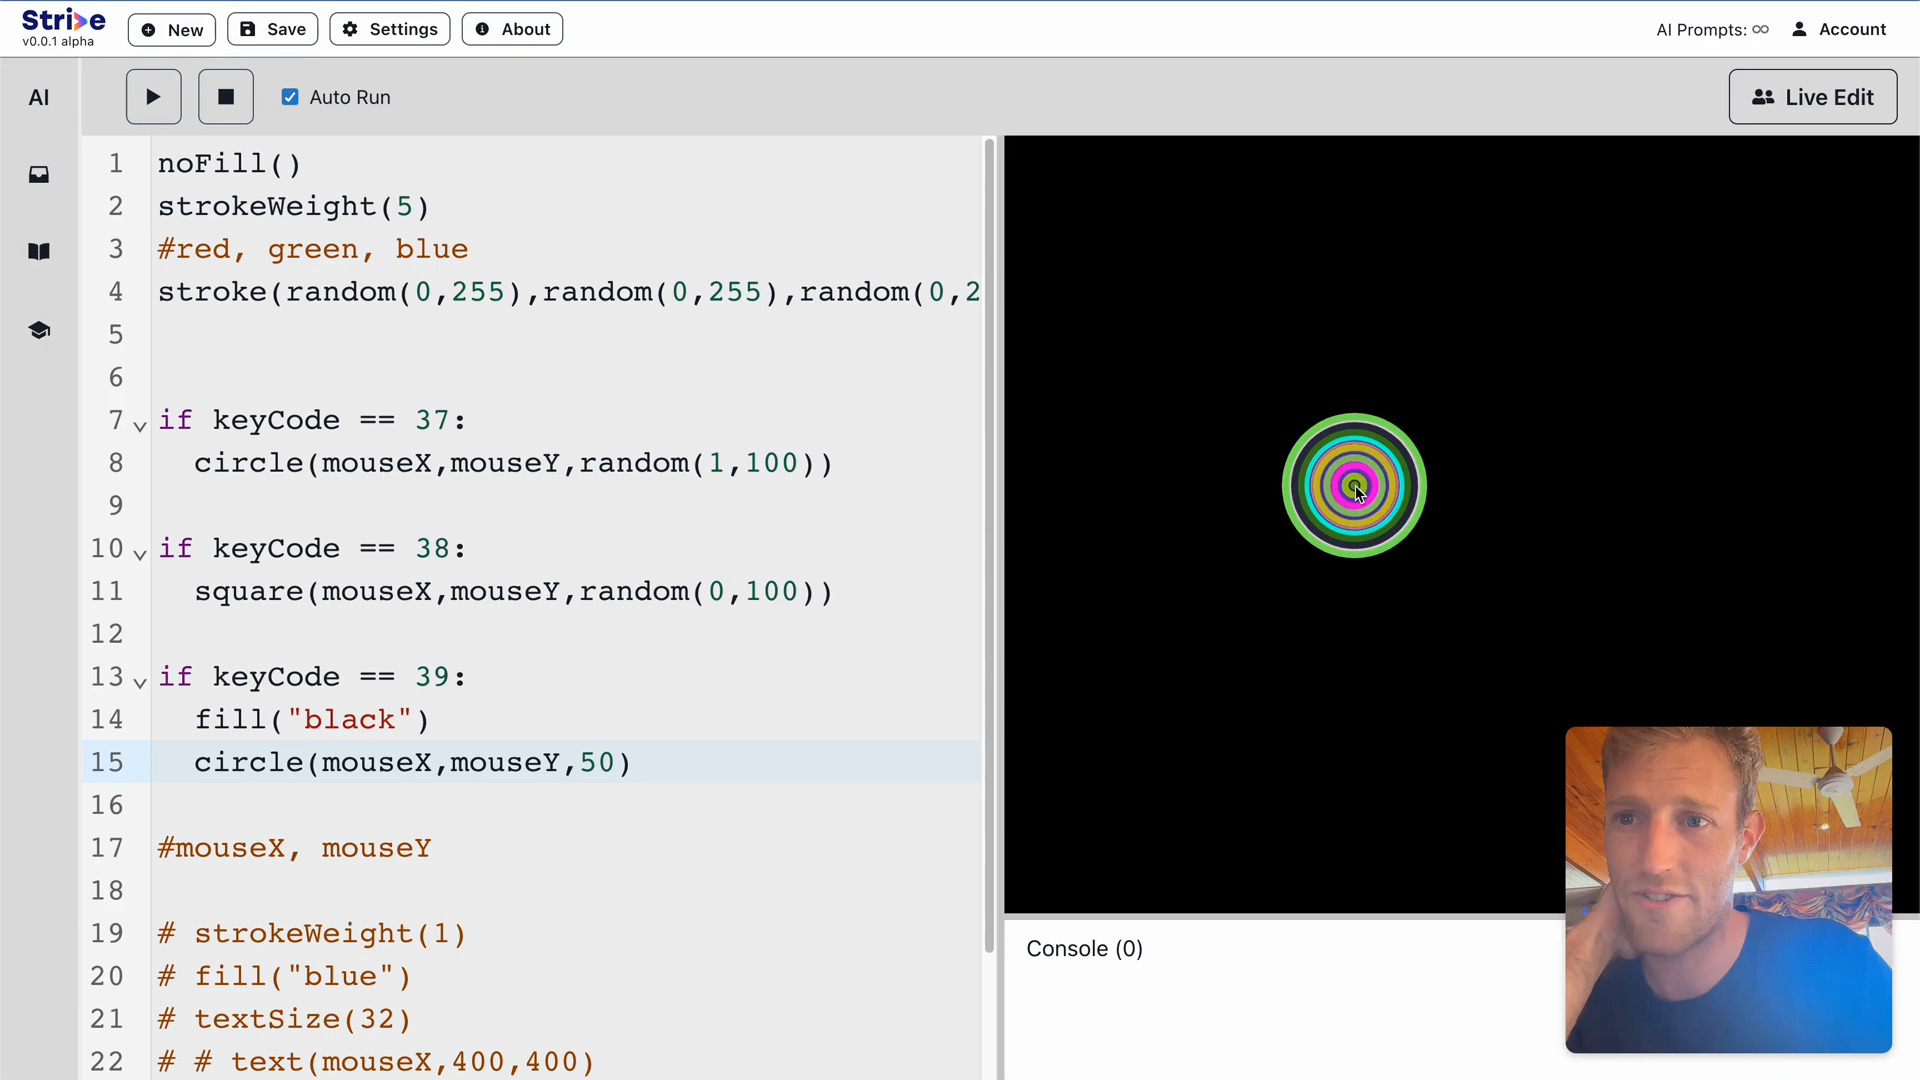 Strive
v0.0.1 alpha
New
Save
Settings
About
AI Prompts: ∞
Account
AI
Auto Run
Live Edit
1 noFill()
2 strokeWeight(5)
3 #red, green, blue
4 stroke(random(0,255),random(0,255),random(0,2
5
6
7 if keyCode == 37:
8 circle(mouseX,mouseY,random(1,100))
9
10 if keyCode == 38:
11 square(mouseX,mouseY,random(0,100))
12
13 if keyCode == 39:
14 fill("black")
15 circle(mouseX,mouseY,50)
16
17 #mouseX, mouseY
18
19 # strokeWeight(1)
20 # fill("blue")
21 # textSize(32)
22 # # text(mouseX,400,400)
Console (0)